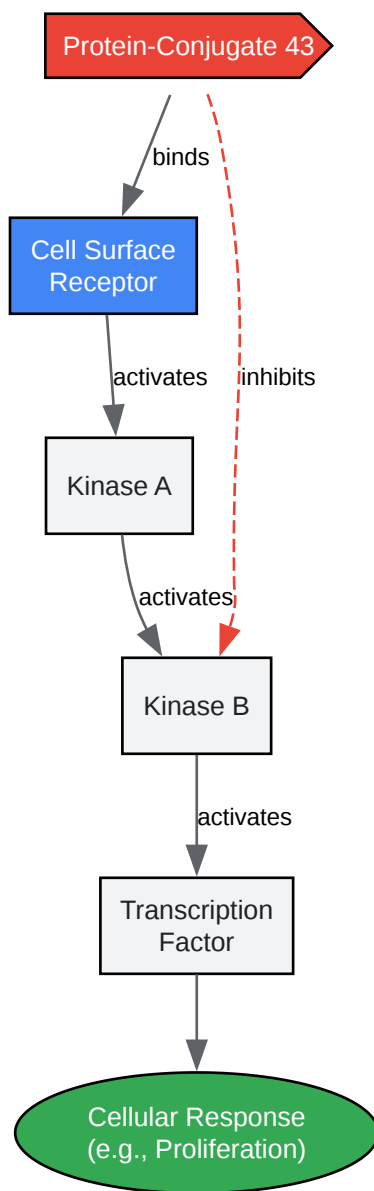 Protein-Conjugate 43
binds
Cell Surface
Receptor
activates
inhibits
Kinase A
activates
Kinase B
activates
Transcription
Factor
Cellular Response
(e.g., Proliferation)